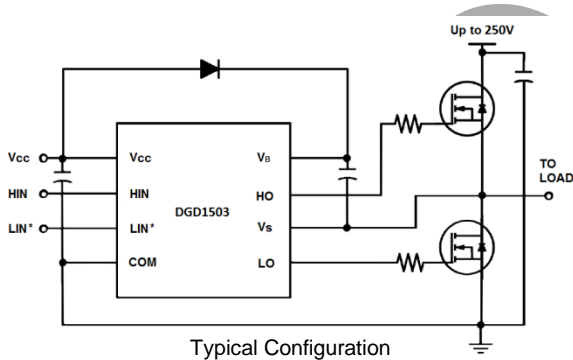 Up to 250V
Vcc
Vcc
VB
HIN
HIN
HO
TO
LOAD
DGD1503
LIN*
LIN*
Vs
COM
LO
Typical Configuration